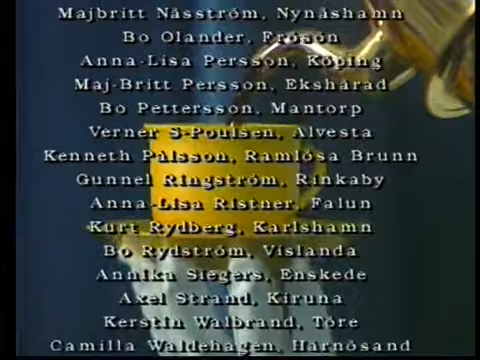 Majbritt Nåsström, Nynäshamn
Bo Olander, Frösön
Anna-Lisa Persson, Köping
Maj-Britt Persson, Ekshärad
Bo Pettersson, Mantorp
Verner S-Poulsen, Alvesta
Kenneth Pålsson, Ramlösa Brunn
Gunnel Ringström, Rinkaby
Anna-Lisa Ristner, Falun
Kurt Rydberg, Karlshamn
Bo Rydström, Vislanda
Annika Siegers, Enskede
Axel Strand, Kiruna
Kerstin Walbrand, Töre
Camilla Waldehagen, Härnösand